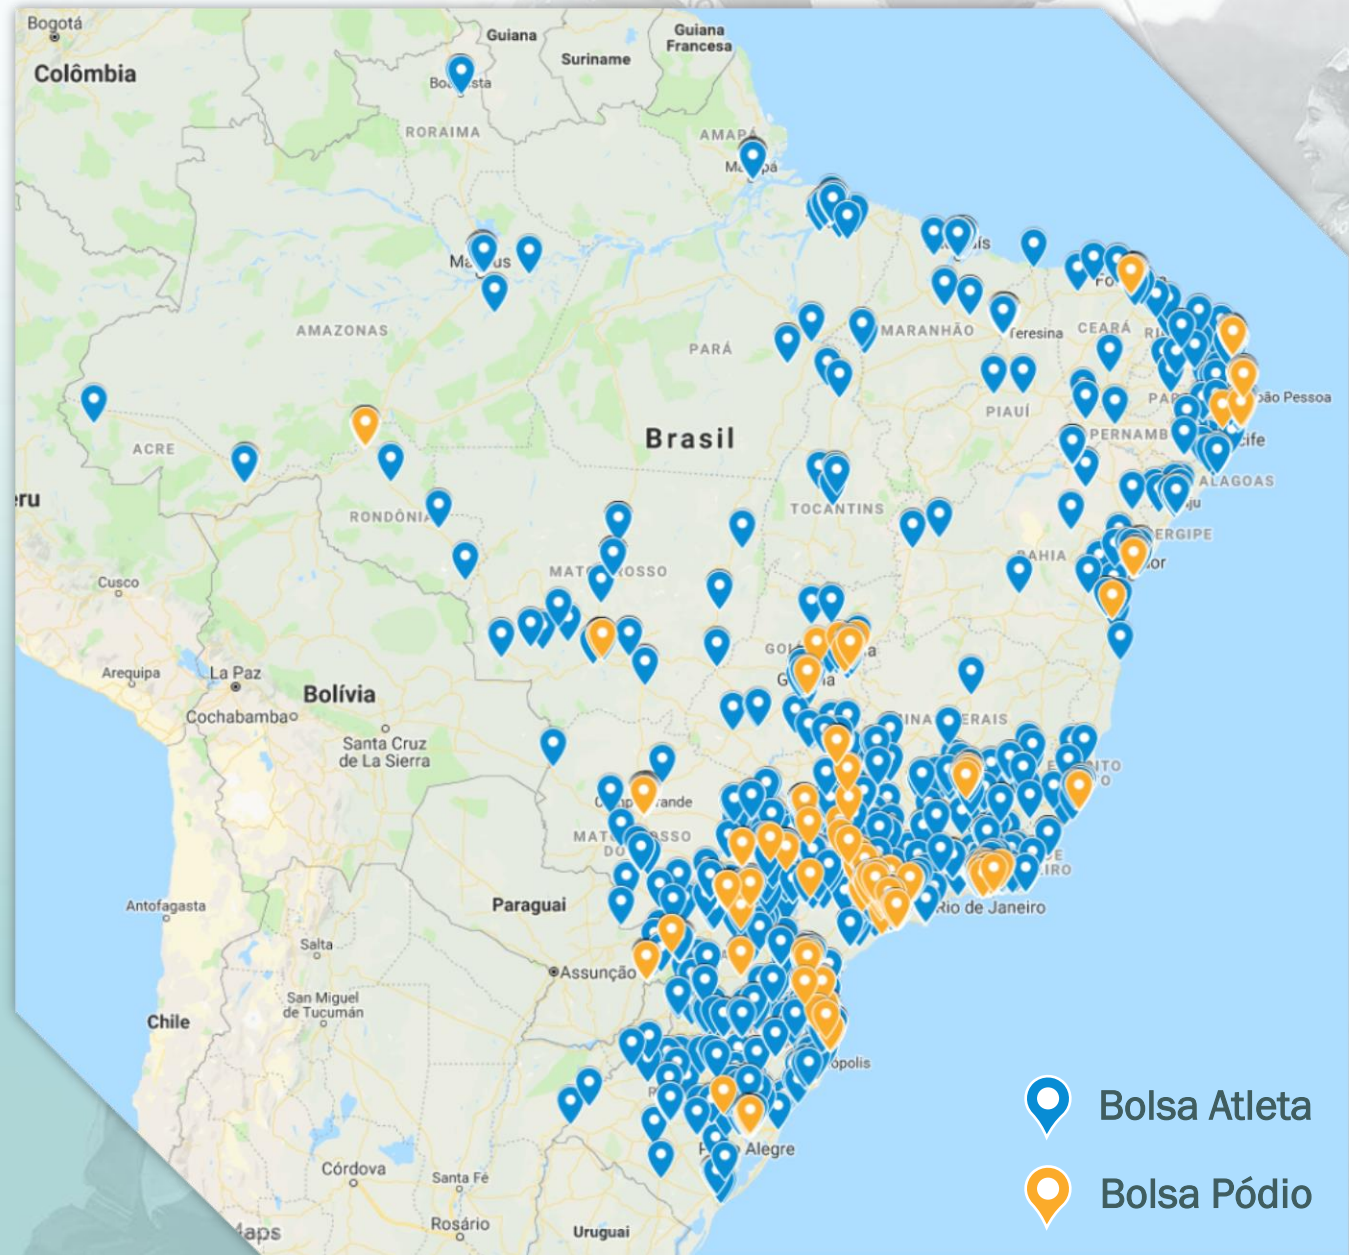 Bogotá
Colômbia
Guiana
Suriname
Guiana
Francesa
RORAIMA
AMAPÁ
AMAZONAS
PARÁ
MARANHÃO
Teresina
CEARÁ
PIAUÍ
João Pessoa
ACRE
Brasil
PERNAMB
ALAGOAS
RONDÔNIA
TOCANTINS
ERGIPE
BAHIA
Cusco
Arequipa
La Paz
Bolívia
Cochabamba
Santa Cruz
de La Sierra
Paraguai
Rio de Janeiro
Antofagasta
Salta
Assunção
San Miguel
de Tucumán
Chile
Córdova
Santa Fé
Rosário
Uruguai
Alegre
Bolsa Atleta
Bolsa Pódio